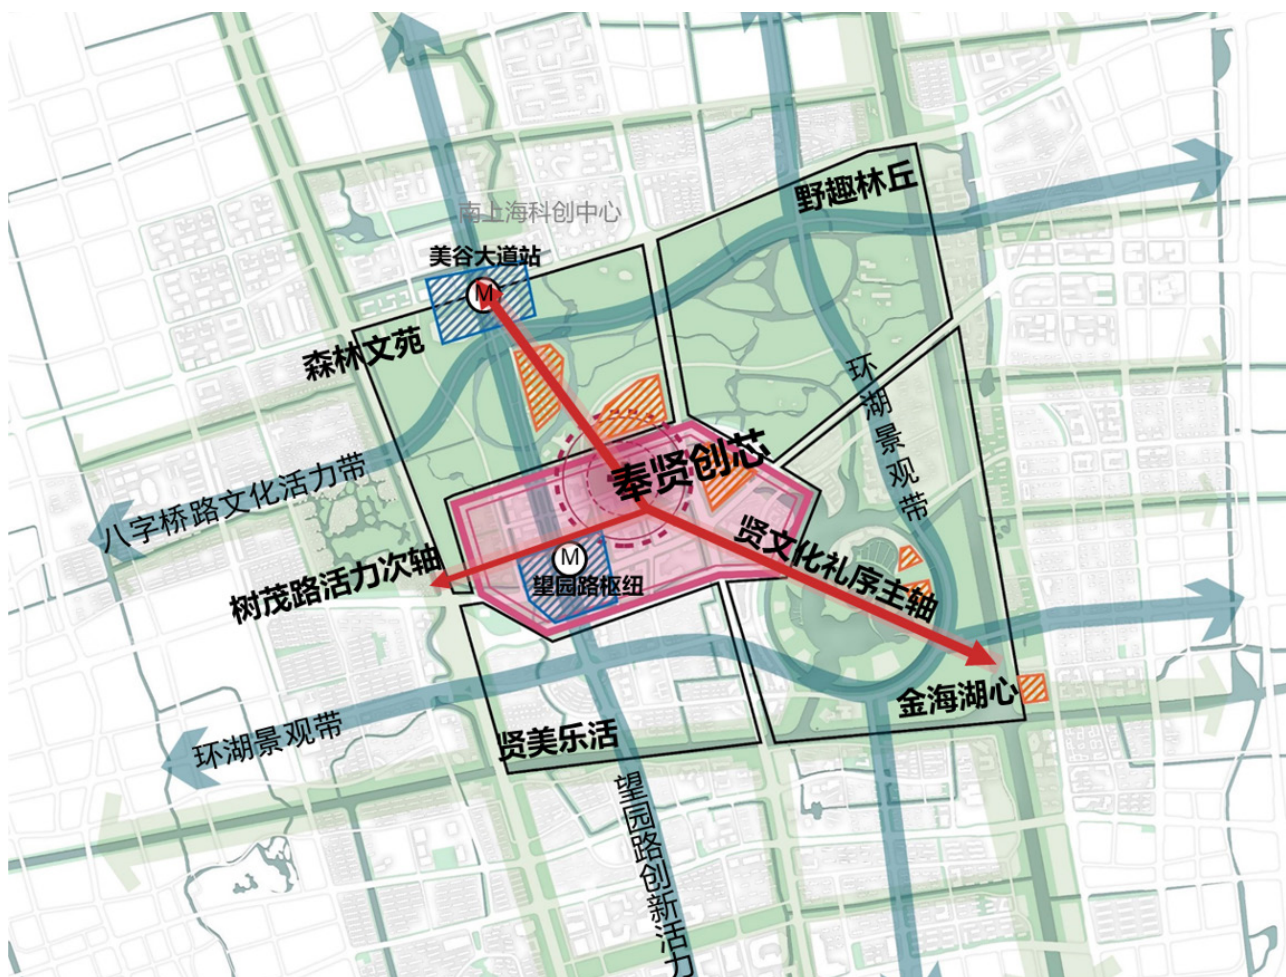 野趣林丘
南上海科创中心
美谷大道站
M
森林文苑
环湖景观带
奉贤创芯
八字桥路文化活力带
贤文化礼序主轴
M
望园路枢纽
树茂路活力次轴
金海湖心
环湖景观带
贤美乐活
望园路创新活力